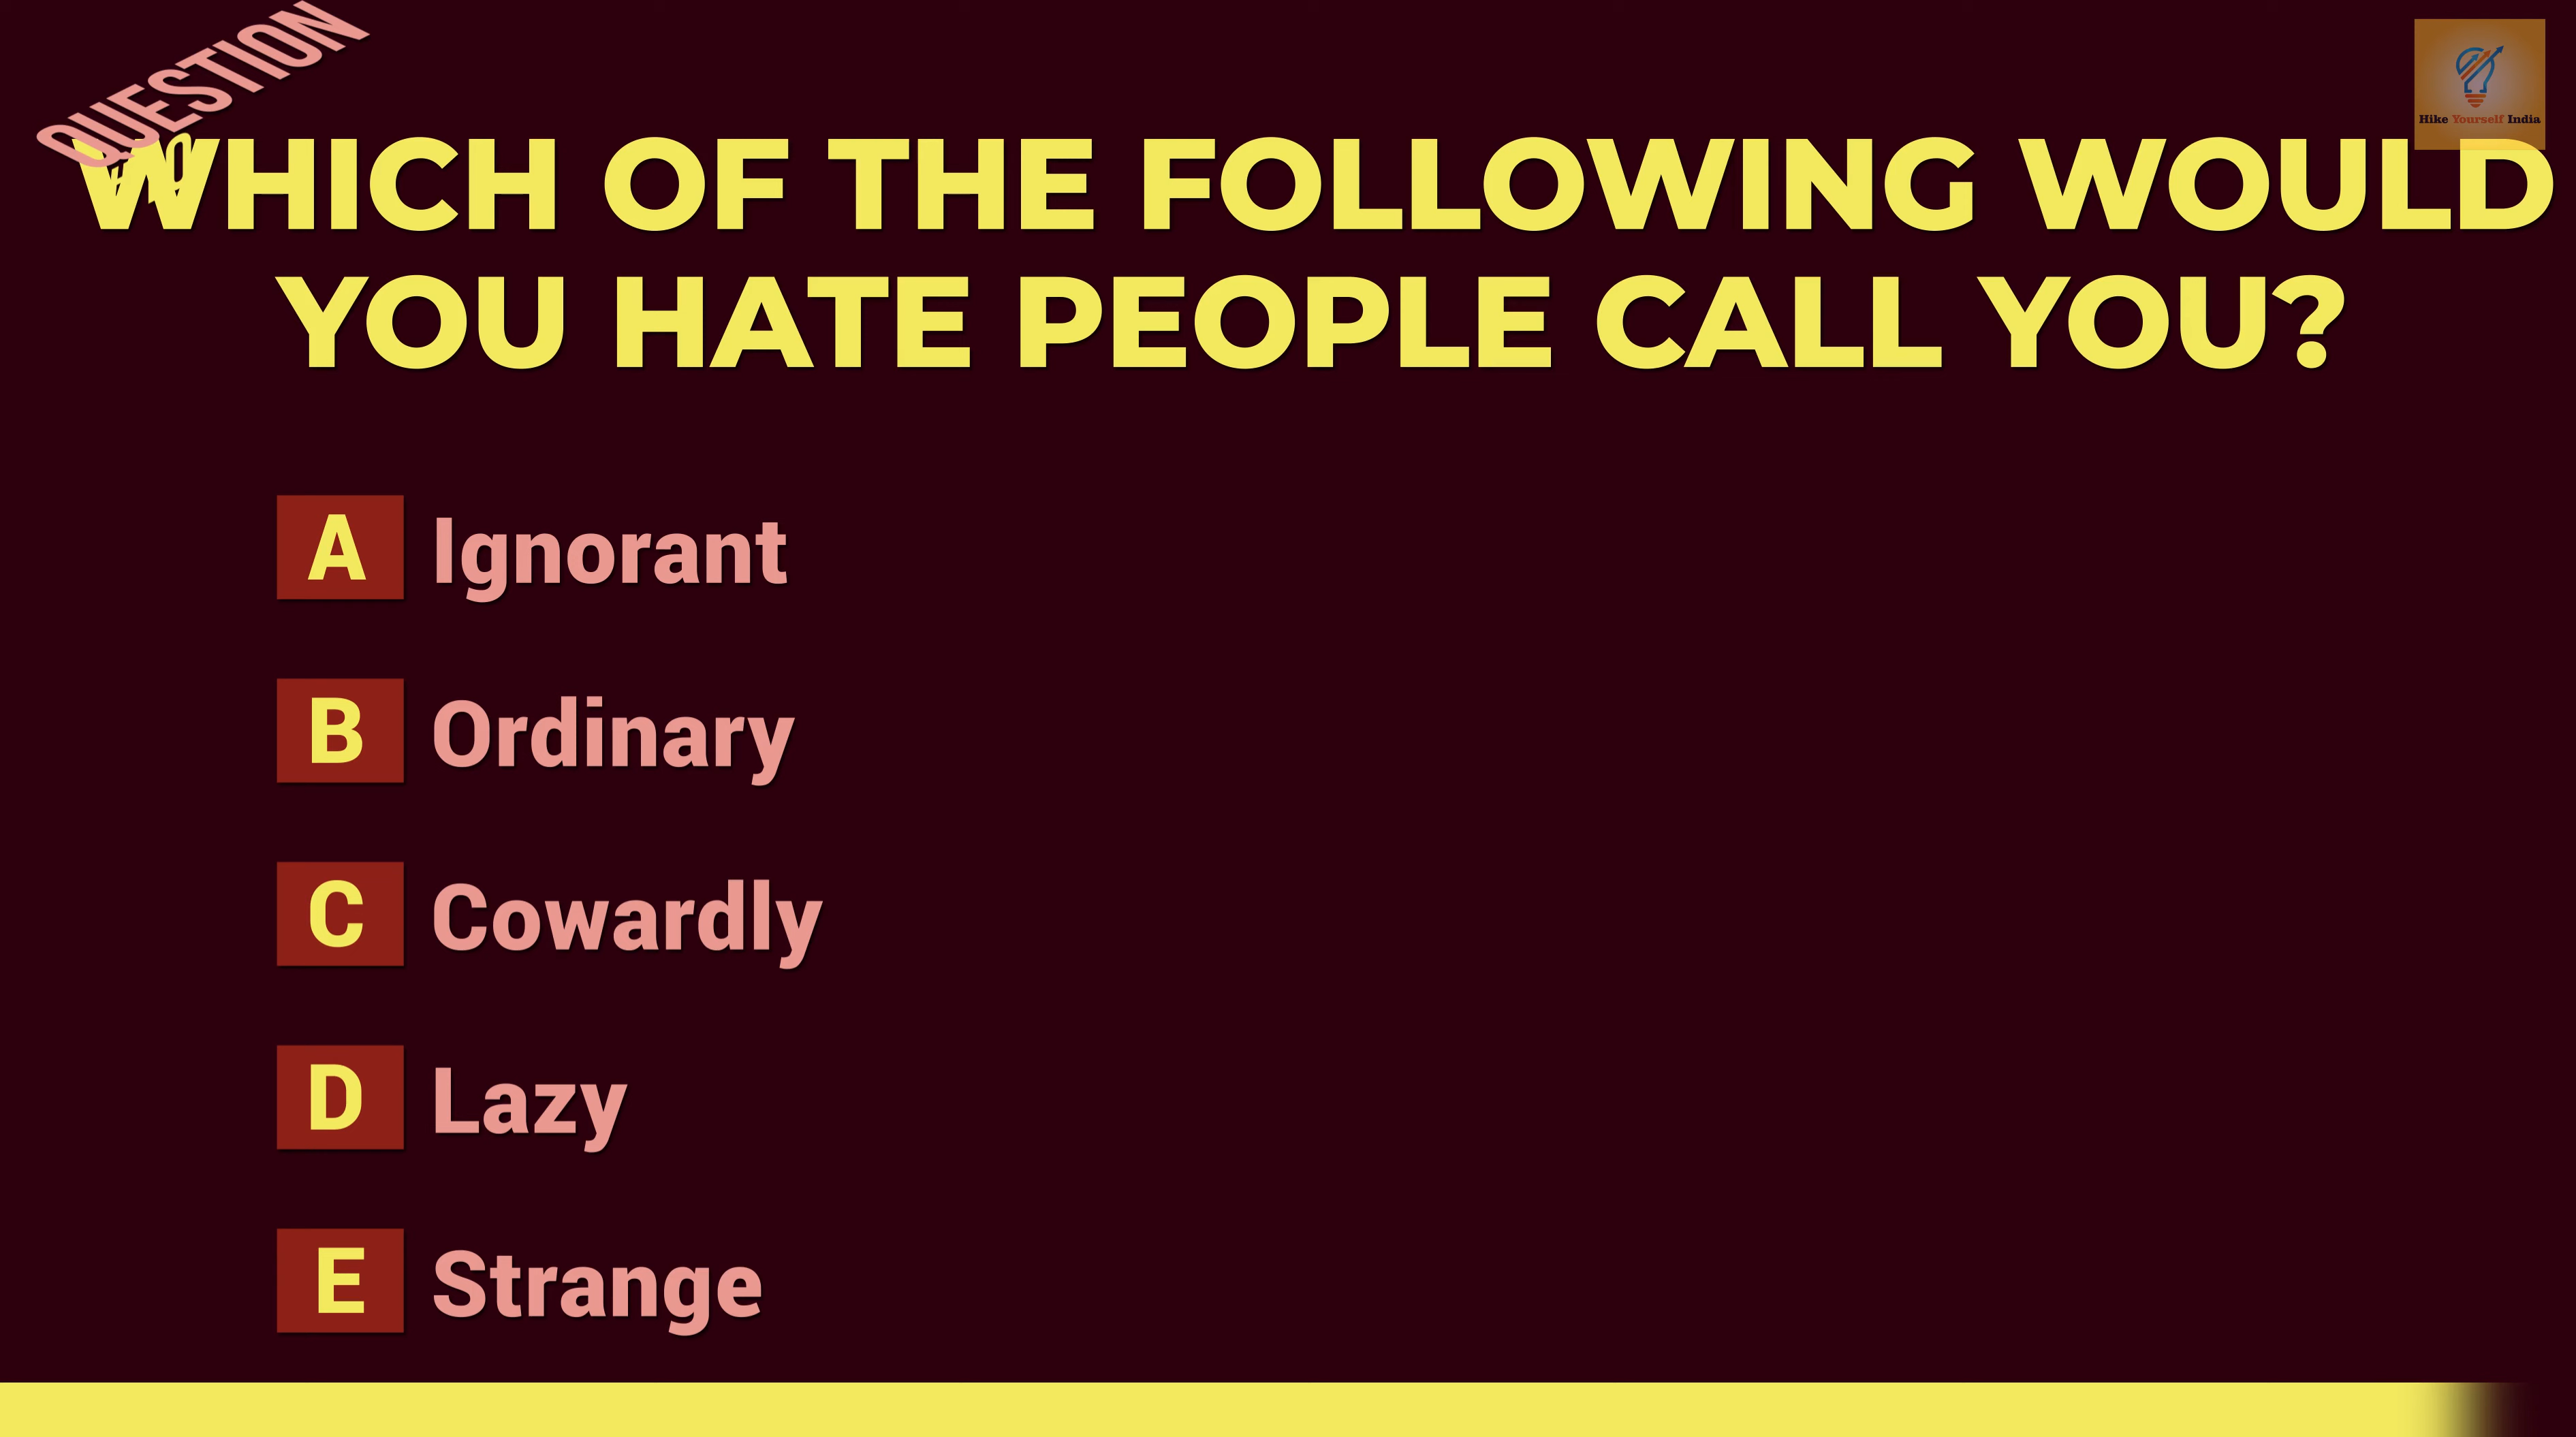 QUESTION
Hike Yourself India
WHICH OF THE FOLLOWING WOULD
YOU HATE PEOPLE CALL YOU?
A Ignorant
B Ordinary
C Cowardly
D Lazy
E Strange